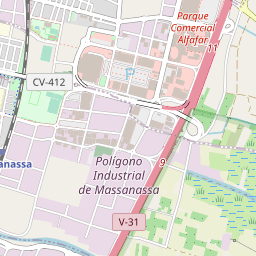 Parque
Comercial
Alfafar
11
CV-412
P
anassa
Polígono
Industrial
de Massanassa
9
V-31